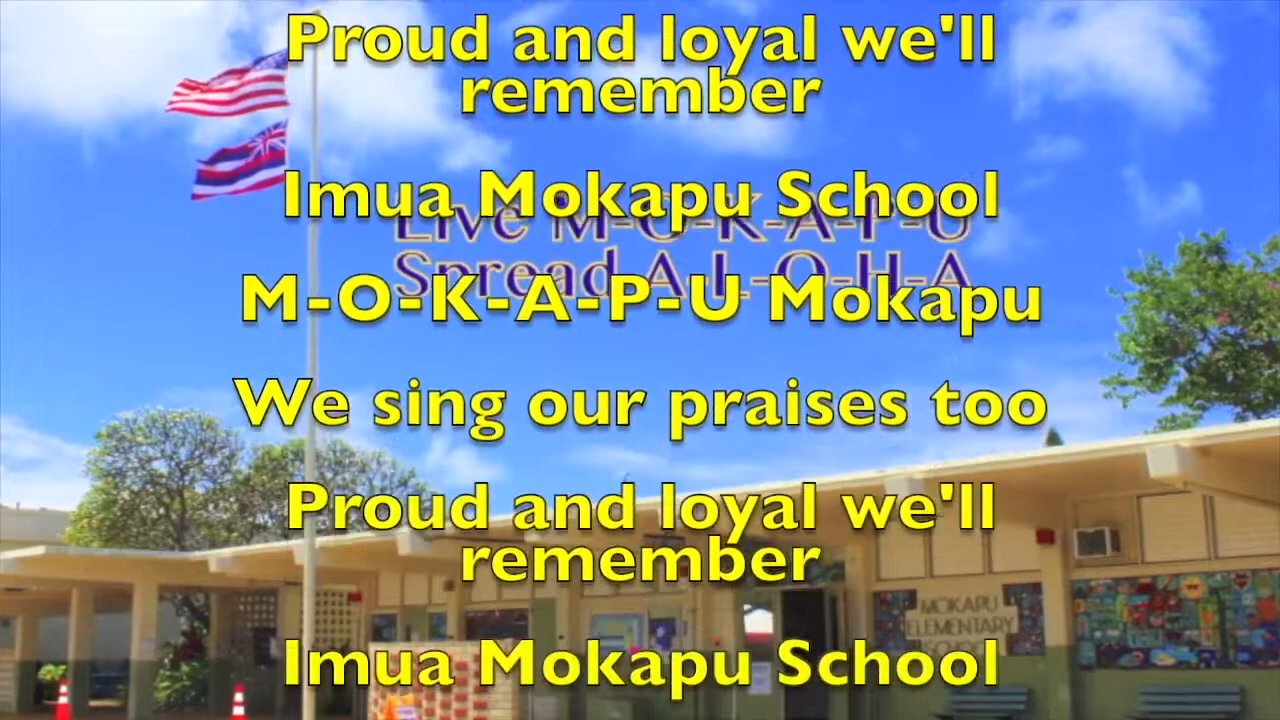 Proud and loyal we'll
remember
Imua Mokapu School
Live M-O-K-A-P-U
Spread A-L-O-H-A
M-O-K-A-P-U Mokapu
We sing our praises too
Proud and loyal we'll
remember
MOKAPU
ELEMENTARY
Imua Mokapu School